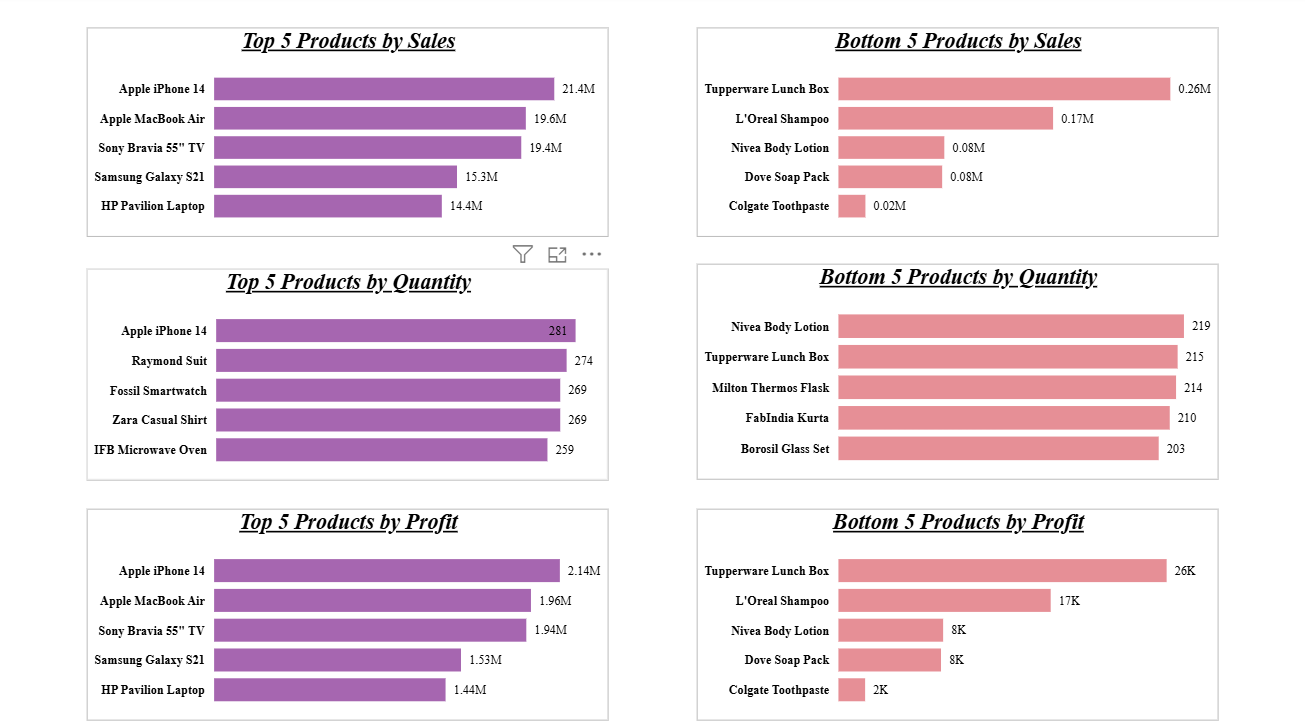 Top 5 Products by Sales
Apple iPhone 14 21.4M
Apple MacBook Air 19.6M
Sony Bravia 55" TV 19.4M
Samsung Galaxy S21 15.3M
HP Pavilion Laptop 14.4M
Bottom 5 Products by Sales
Tupperware Lunch Box 0.26M
L'Oreal Shampoo 0.17M
Nivea Body Lotion 0.08M
Dove Soap Pack 0.08M
Colgate Toothpaste 0.02M
Top 5 Products by Quantity
Apple iPhone 14 281
Raymond Suit 274
Fossil Smartwatch 269
Zara Casual Shirt 269
IFB Microwave Oven 259
Bottom 5 Products by Quantity
Nivea Body Lotion 219
Tupperware Lunch Box 215
Milton Thermos Flask 214
FabIndia Kurta 210
Borosil Glass Set 203
Top 5 Products by Profit
Apple iPhone 14 2.14M
Apple MacBook Air 1.96M
Sony Bravia 55" TV 1.94M
Samsung Galaxy S21 1.53M
HP Pavilion Laptop 1.44M
Bottom 5 Products by Profit
Tupperware Lunch Box 26K
L'Oreal Shampoo 17K
Nivea Body Lotion 8K
Dove Soap Pack 8K
Colgate Toothpaste 2K